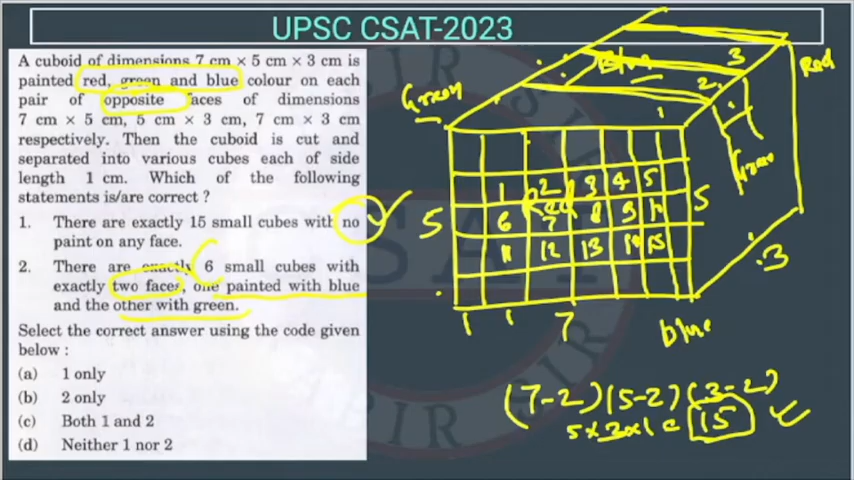 UPSC CSAT-2023
A cuboid of dimensions 7 cm × 5 cm × 3 cm is
painted red, green and blue colour on each
pair of opposite faces of dimensions
7 cm × 5 cm, 5 cm × 3 cm, 7 cm × 3 cm
respectively. Then the cuboid is cut and
separated into various cubes each of side
length 1 cm. Which of the following
statements is/are correct ?
1. There are exactly 15 small cubes with no
paint on any face.
2. There are exactly 6 small cubes with
exactly two faces, one painted with blue
and the other with green.
Select the correct answer using the code given
below :
(a) 1 only
(b) 2 only
(c) Both 1 and 2
(d) Neither 1 nor 2
Green
Blue
3
Red
2
1
Green
1 2 3 4 5
5
Red
5
6 7 8 9 10
11 12 13 14 15
3
1 1 7
blue
(7-2)(5-2)(3-2)
5×3×1=15